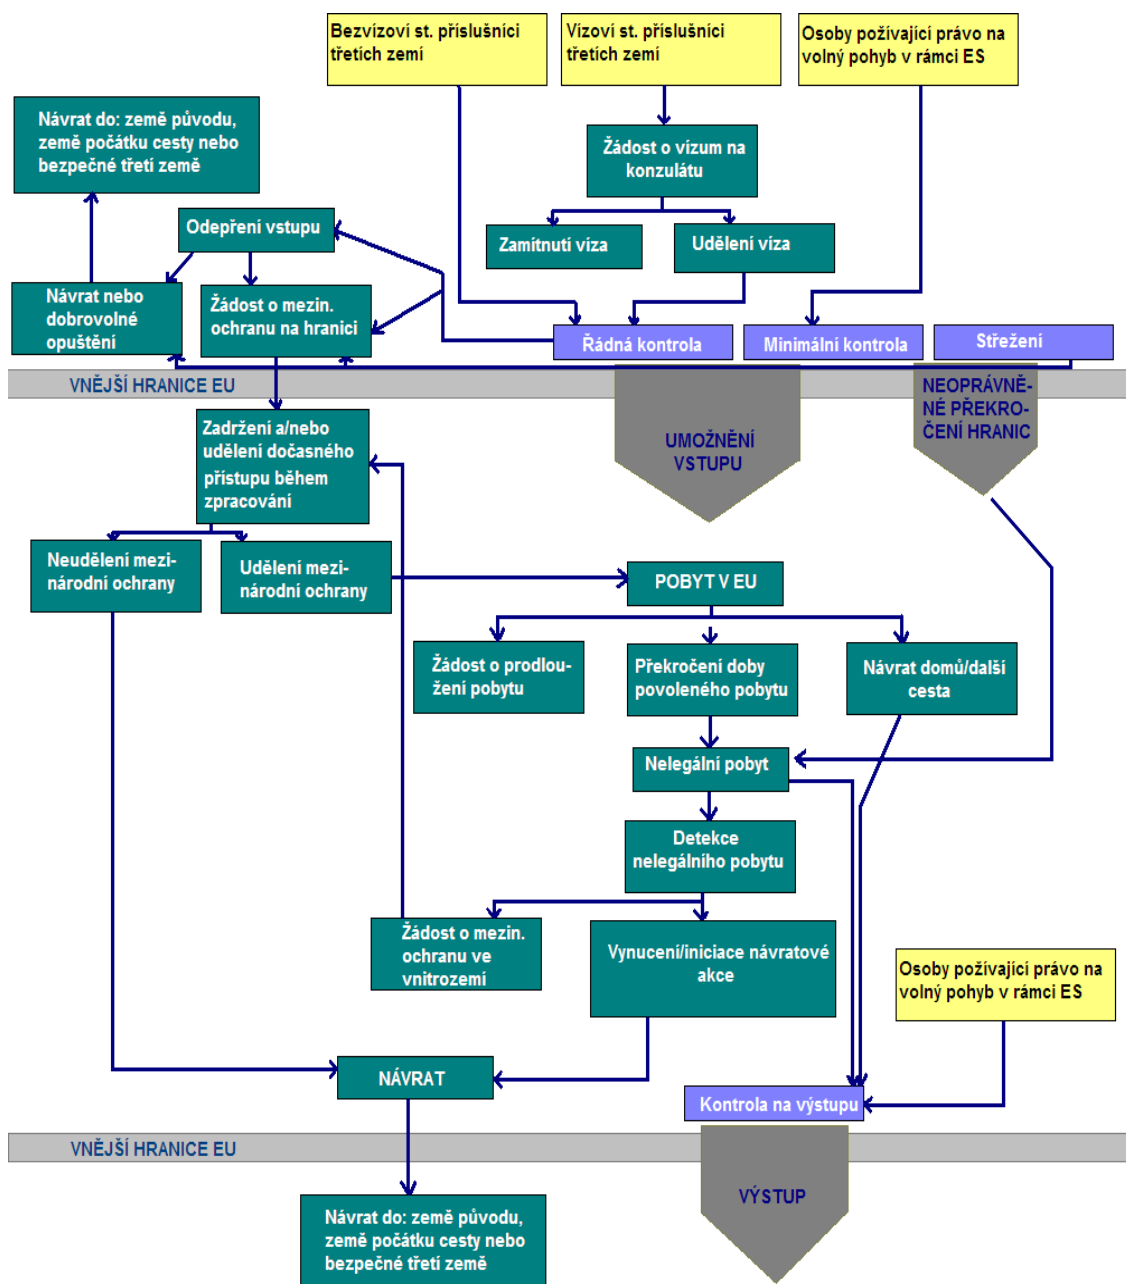 Bezvízoví st. příslušníci
třetích zemí
Vízoví st. příslušníci
třetích zemí
Osoby požívající právo na
volný pohyb v rámci ES
Návrat do: země původu,
země počátku cesty nebo
bezpečné třetí země
Žádost o vízum na
konzulátu
Odepření vstupu
Zamítnutí víza
Udělení víza
Návrat nebo
dobrovolné
opuštění
Žádost o mezin.
ochranu na hranici
Řádná kontrola
Minimální kontrola
Střežení
VNĚJŠÍ HRANICE EU
NEOPRÁVNĚ-
NÉ PŘEKRO-
ČENÍ HRANIC
UMOŽNĚNÍ
VSTUPU
Zadržení a/nebo
udělení dočasného
přístupu během
zpracování
Neudělení mezi-
národní ochrany
Udělení mezi-
národní ochrany
POBYT V EU
Žádost o prodlou-
žení pobytu
Překročení doby
povoleného pobytu
Návrat domů/další
cesta
Nelegální pobyt
Detekce
nelegálního pobytu
Žádost o mezin.
ochranu ve
vnitrozemí
Vynucení/iniciace návratové
akce
Osoby požívající právo na
volný pohyb v rámci ES
NÁVRAT
Kontrola na výstupu
VNĚJŠÍ HRANICE EU
VÝSTUP
Návrat do: země původu,
země počátku cesty nebo
bezpečné třetí země